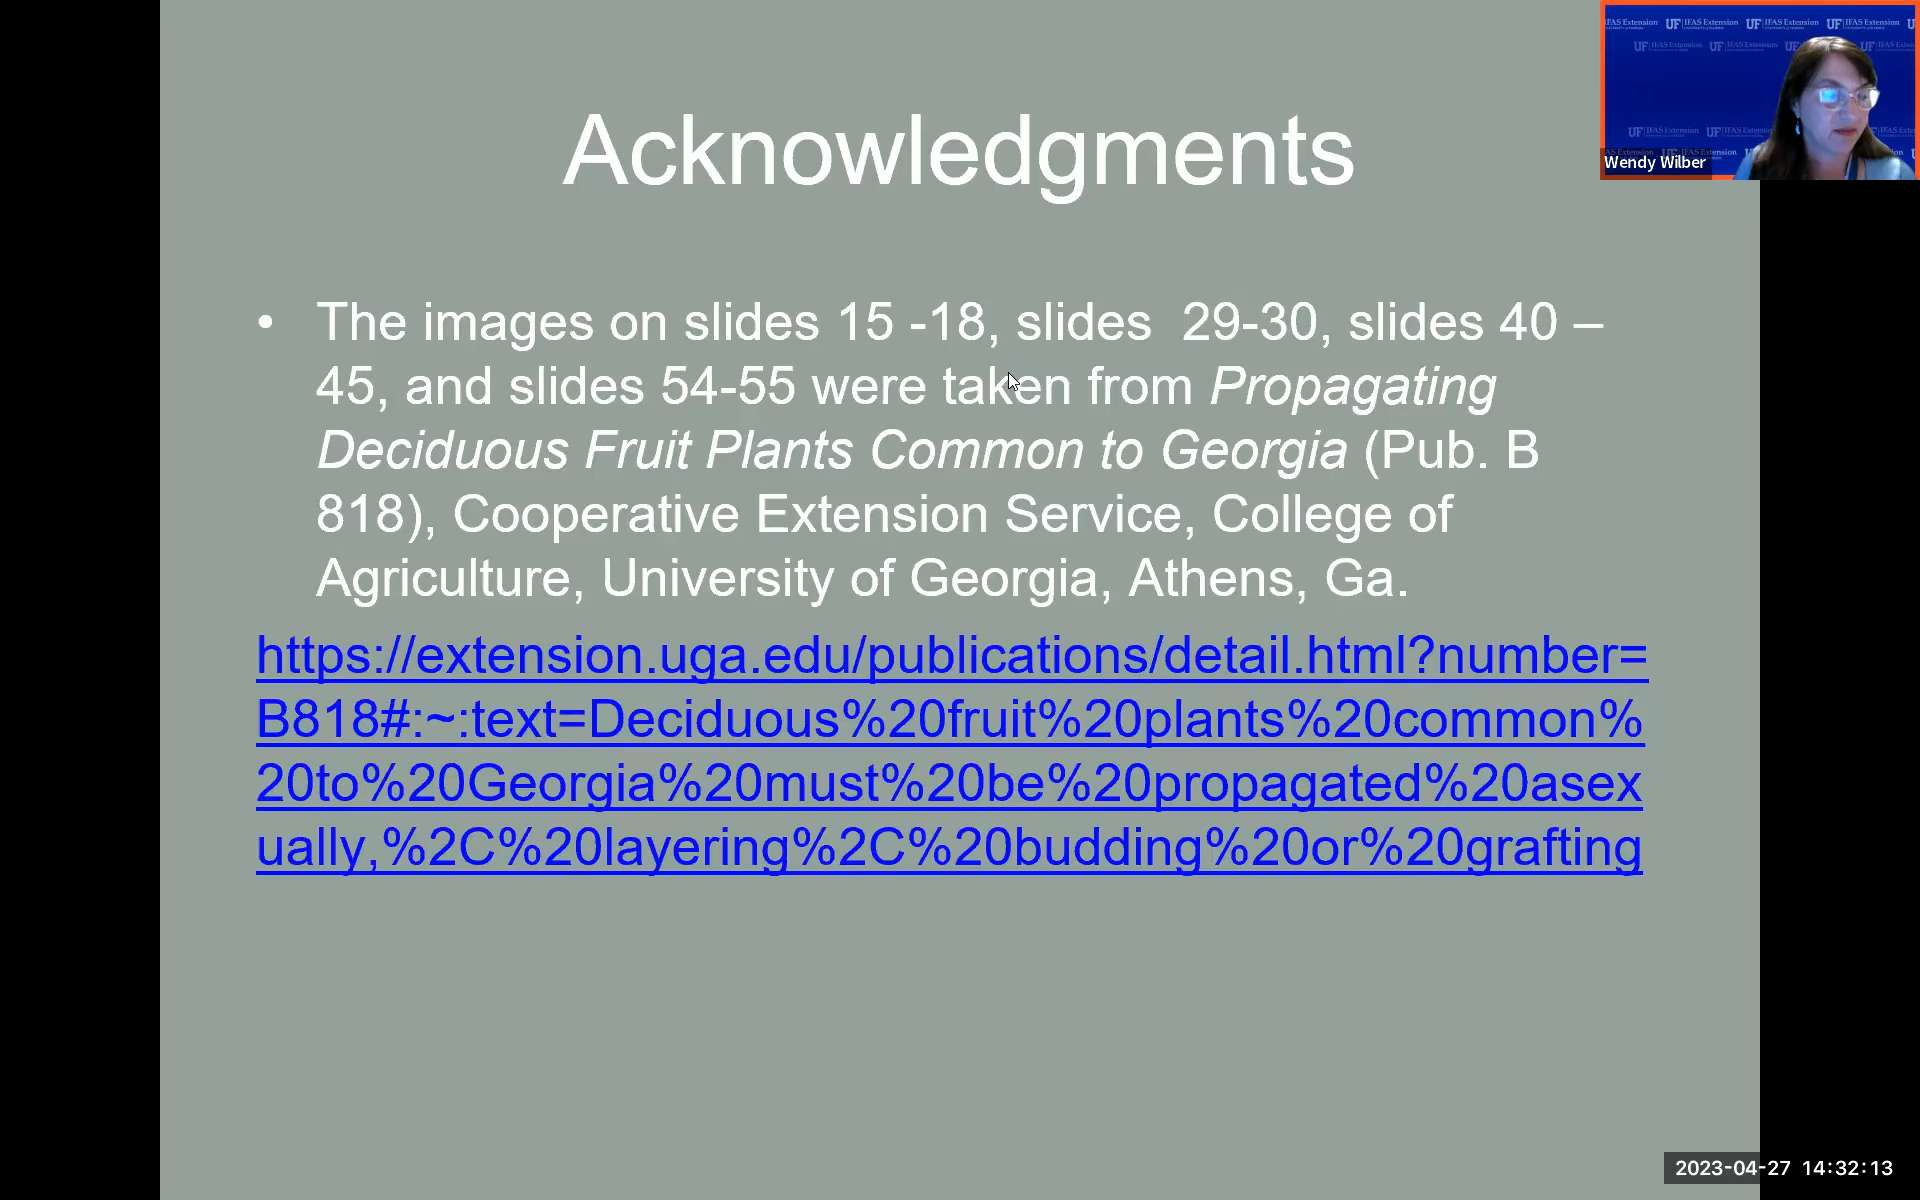 Acknowledgments
• The images on slides 15 -18, slides  29-30, slides 40 –
45, and slides 54-55 were taken from Propagating
Deciduous Fruit Plants Common to Georgia (Pub. B
818), Cooperative Extension Service, College of
Agriculture, University of Georgia, Athens, Ga.
https://extension.uga.edu/publications/detail.html?number=
B818#:~:text=Deciduous%20fruit%20plants%20common%
20to%20Georgia%20must%20be%20propagated%20asex
ually,%2C%20layering%2C%20budding%20or%20grafting
UF IFAS Extension
Wendy Wilber
2023-04-27 14:32:13